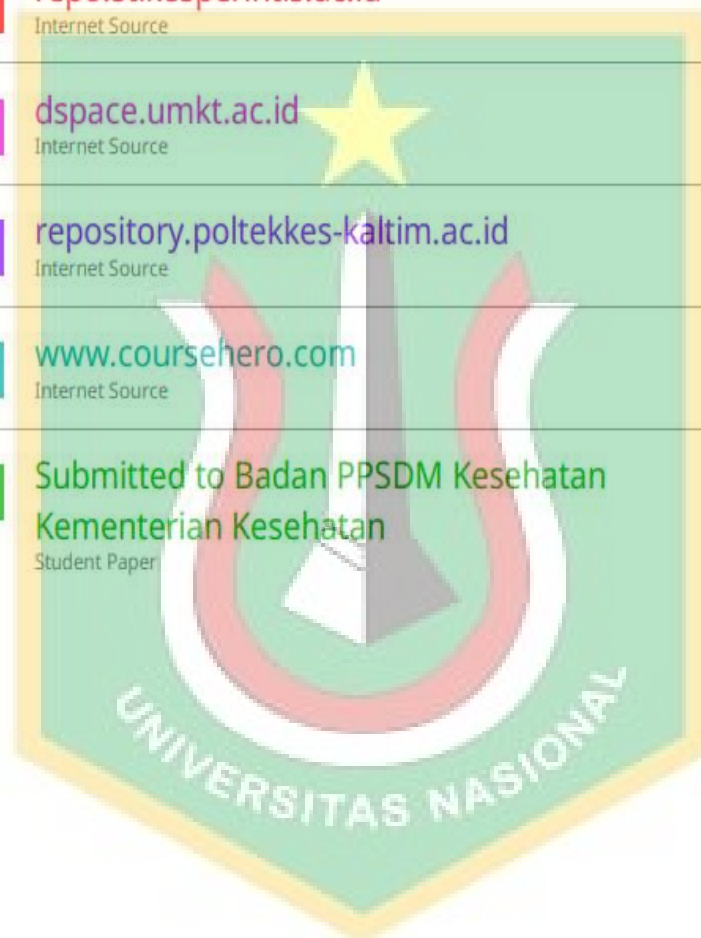 Internet Source
dspace.umkt.ac.id
Internet Source
repository.poltekkes-kaltim.ac.id
Internet Source
www.coursehero.com
Internet Source
Submitted to Badan PPSDM Kesehatan
Kementerian Kesehatan
Student Paper
UNIVERSITAS NASIONAL